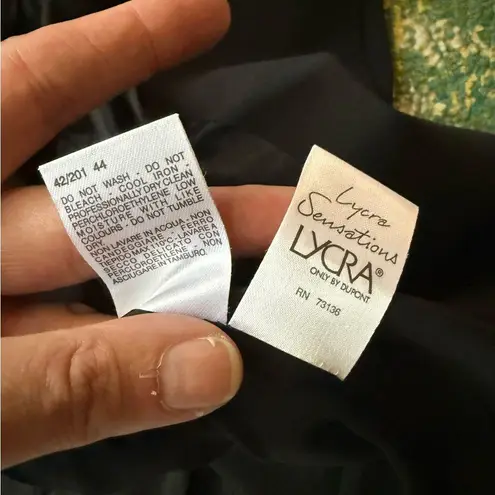 42/201 44
DO NOT WASH - DO NOT
BLEACH - COOL IRON -
PROFESSIONALLY DRY CLEAN
PERCHLOROETHYLENE LOW
MOISTURE WITH LIKE
COLOURS - DO NOT TUMBLE
DRY.
NON LAVARE IN ACQUA - NON
CANDEGGIARE - FERRO
TIEPIDO MAX 110°C - LAVARE A
SECCO DELICATO CON
PERCLOROETILENE - NON
ASCIUGARE IN TAMBURO.
Lycra
Sensations
LYCRA®
ONLY BY DUPONT
RN 73136